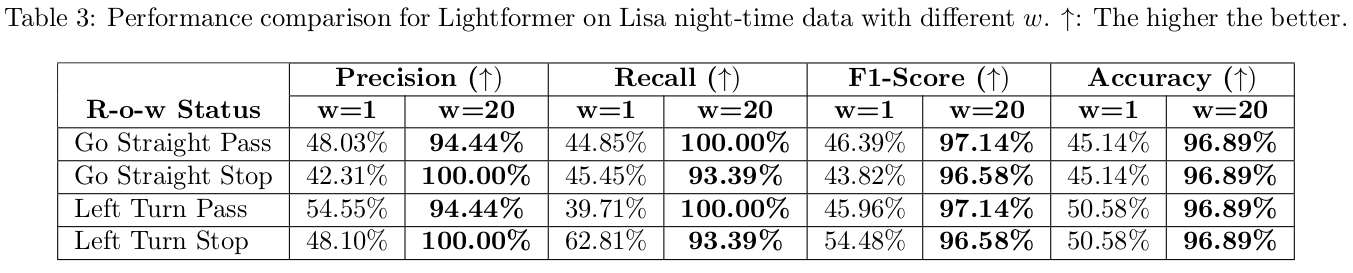 Table 3: Performance comparison for Lightformer on Lisa night-time data with different w. ↑: The higher the better.
Precision (↑) Recall (↑) F1-Score (↑) Accuracy (↑)
R-o-w Status w=1 w=20 w=1 w=20 w=1 w=20 w=1 w=20
Go Straight Pass 48.03% 94.44% 44.85% 100.00% 46.39% 97.14% 45.14% 96.89%
Go Straight Stop 42.31% 100.00% 45.45% 93.39% 43.82% 96.58% 45.14% 96.89%
Left Turn Pass 54.55% 94.44% 39.71% 100.00% 45.96% 97.14% 50.58% 96.89%
Left Turn Stop 48.10% 100.00% 62.81% 93.39% 54.48% 96.58% 50.58% 96.89%